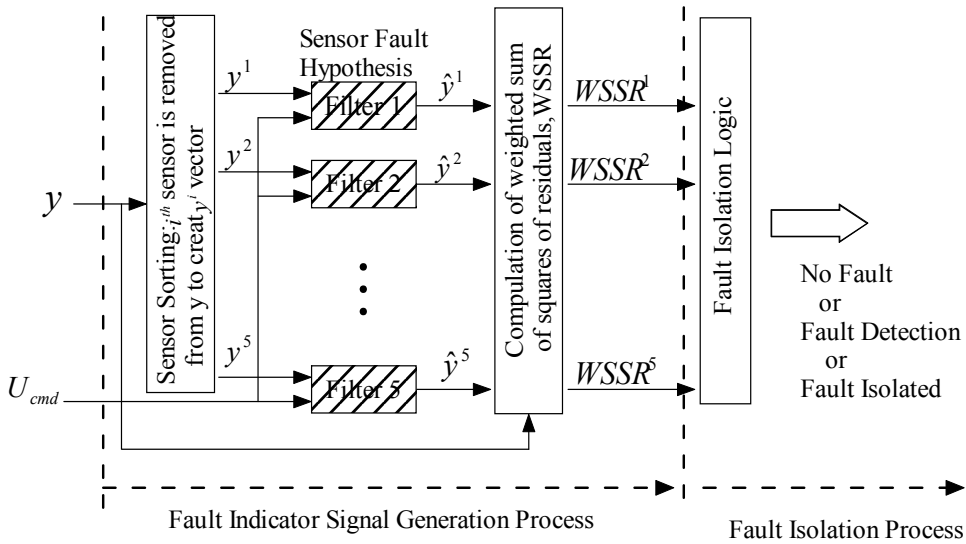 Sensor Sorting:i^th sensor is removed
from y to creat y^i vector
Sensor Fault
Hypothesis
y^1
Filter 1
ŷ^1
y^2
Filter 2
ŷ^2
y^5
Filter 5
ŷ^5
y
U_cmd
Compulation of weighted sum
of squares of residuals,WSSR
WSSR^1
WSSR^2
WSSR^5
Fault Isolation Logic
No Fault
or
Fault Detection
or
Fault Isolated
Fault Indicator Signal Generation Process
Fault Isolation Process